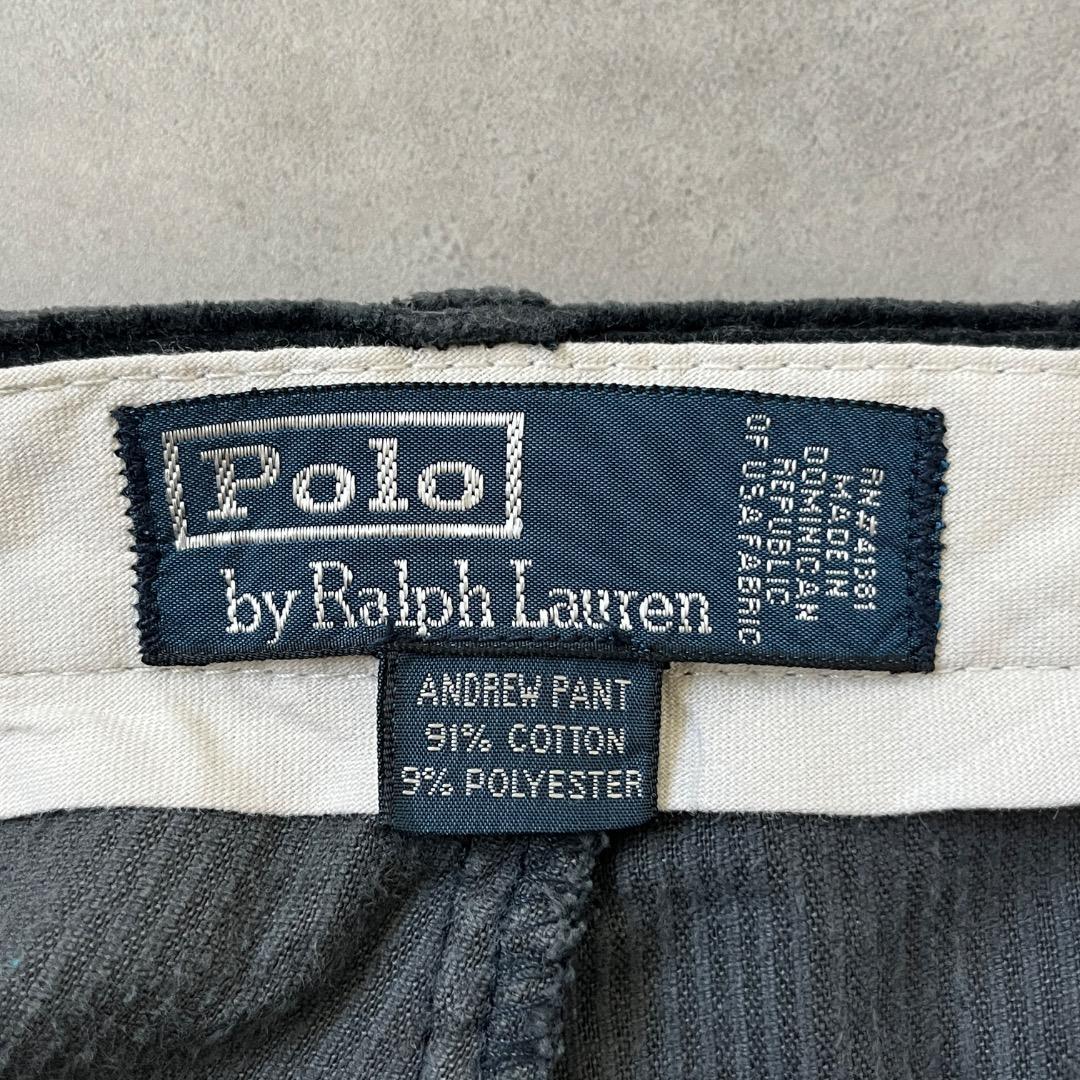 Polo
by Ralph Lauren
RN#41381
MADE IN
DOMINICAN
REPUBLIC
OF USA FABRIC
ANDREW PANT
91% COTTON
9% POLYESTER